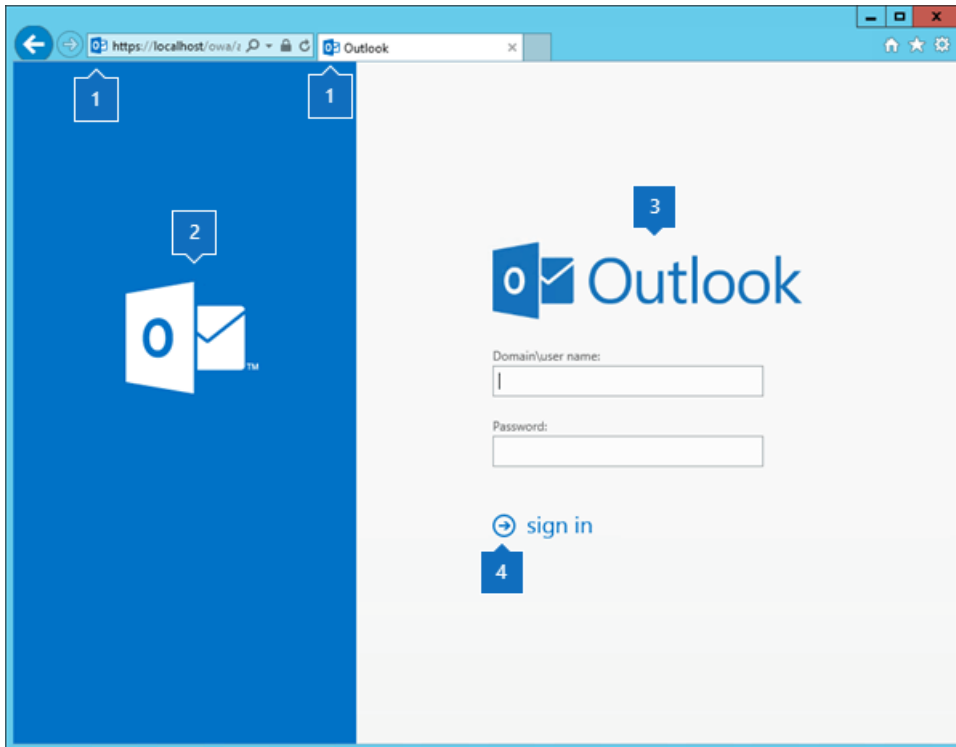 https://localhost/owa/a
Outlook
1
1
2
O
TM
3
O Outlook
Domain\user name:
Password:
sign in
4